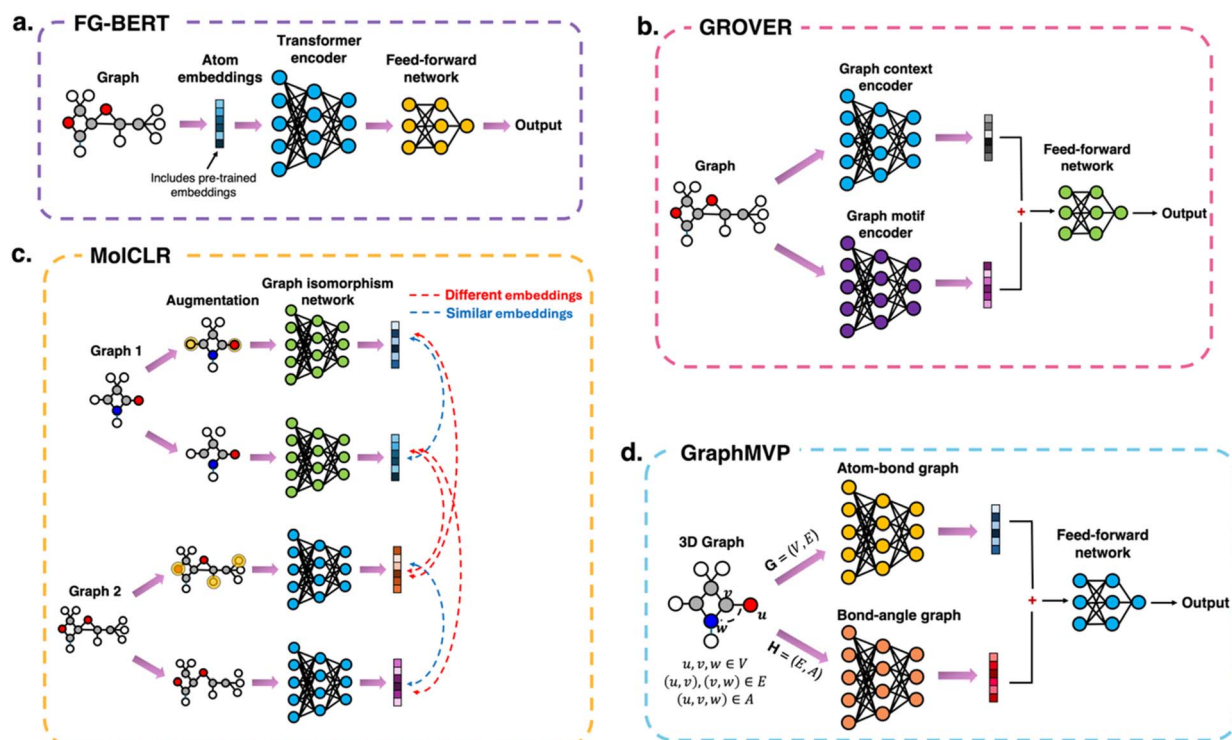 a. FG-BERT
Graph
Atom
embeddings
Transformer
encoder
Feed-forward
network
Output
Includes pre-trained
embeddings
b. GROVER
Graph
Graph context
encoder
Graph motif
encoder
Feed-forward
network
+
Output
c. MolCLR
Graph 1
Augmentation
Graph isomorphism
network
Different embeddings
Similar embeddings
Graph 2
d. GraphMVP
3D Graph
v
u
w
u, v, w ∈ V
(u, v), (v, w) ∈ E
(u, v, w) ∈ A
G = (V, E)
H = (E, A)
Atom-bond graph
Bond-angle graph
Feed-forward
network
+
Output